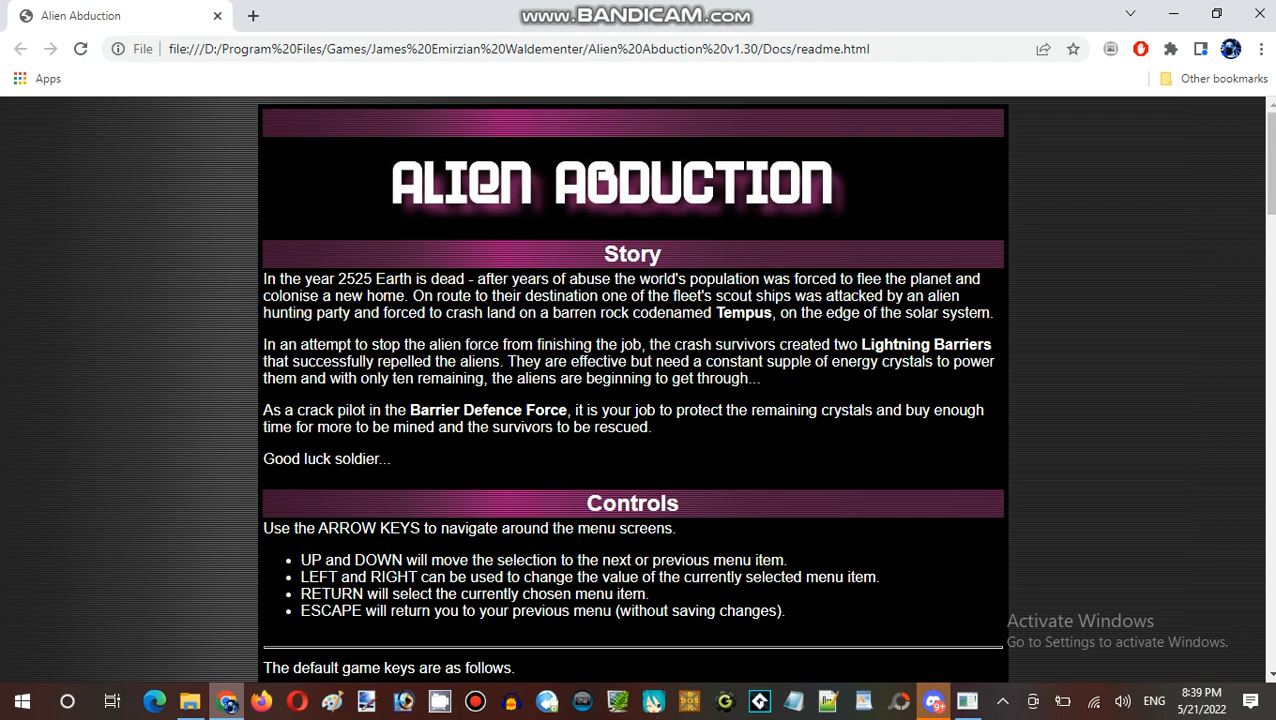 Alien Abduction
www.BANDICAM.com
File
file:///D:/Program%20Files/Games/James%20Emirzian%20Waldementer/Alien%20Abduction%20v1.30/Docs/readme.html
Apps
Other bookmarks
ALIEN ABDUCTION
Story
In the year 2525 Earth is dead - after years of abuse the world's population was forced to flee the planet and
colonise a new home. On route to their destination one of the fleet's scout ships was attacked by an alien
hunting party and forced to crash land on a barren rock codenamed Tempus, on the edge of the solar system.
In an attempt to stop the alien force from finishing the job, the crash survivors created two Lightning Barriers
that successfully repelled the aliens. They are effective but need a constant supple of energy crystals to power
them and with only ten remaining, the aliens are beginning to get through...
As a crack pilot in the Barrier Defence Force, it is your job to protect the remaining crystals and buy enough
time for more to be mined and the survivors to be rescued.
Good luck soldier...
Controls
Use the ARROW KEYS to navigate around the menu screens.
• UP and DOWN will move the selection to the next or previous menu item.
• LEFT and RIGHT can be used to change the value of the currently selected menu item.
• RETURN will select the currently chosen menu item.
• ESCAPE will return you to your previous menu (without saving changes).
The default game keys are as follows.
Activate Windows
Go to Settings to activate Windows.
ENG
8:39 PM
5/21/2022